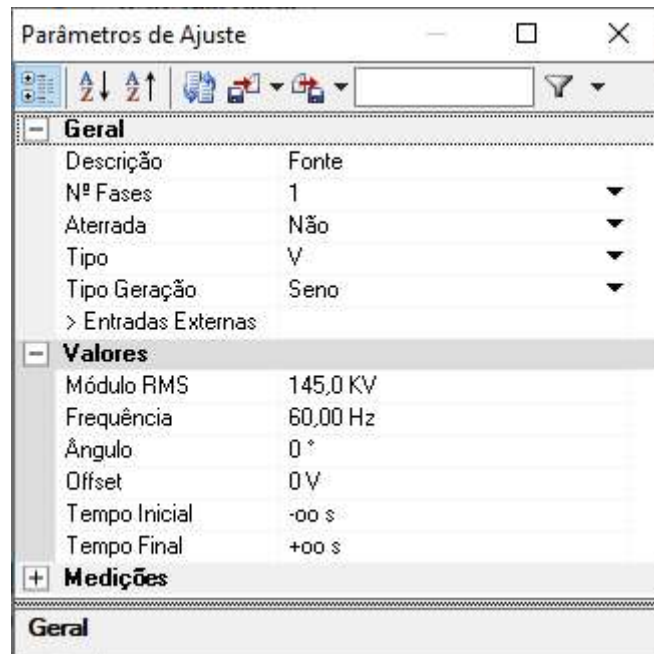 Parâmetros de Ajuste
Geral
Descrição Fonte
Nº Fases 1
Aterrada Não
Tipo V
Tipo Geração Seno
> Entradas Externas
Valores
Módulo RMS 145,0 KV
Frequência 60,00 Hz
Ângulo 0 °
Offset 0 V
Tempo Inicial -oo s
Tempo Final +oo s
Medições
Geral